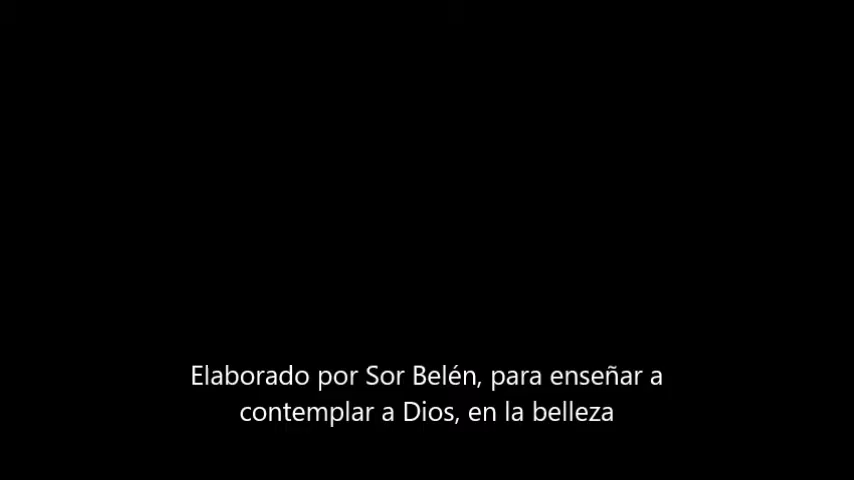 Elaborado por Sor Belén, para enseñar a
contemplar a Dios, en la belleza